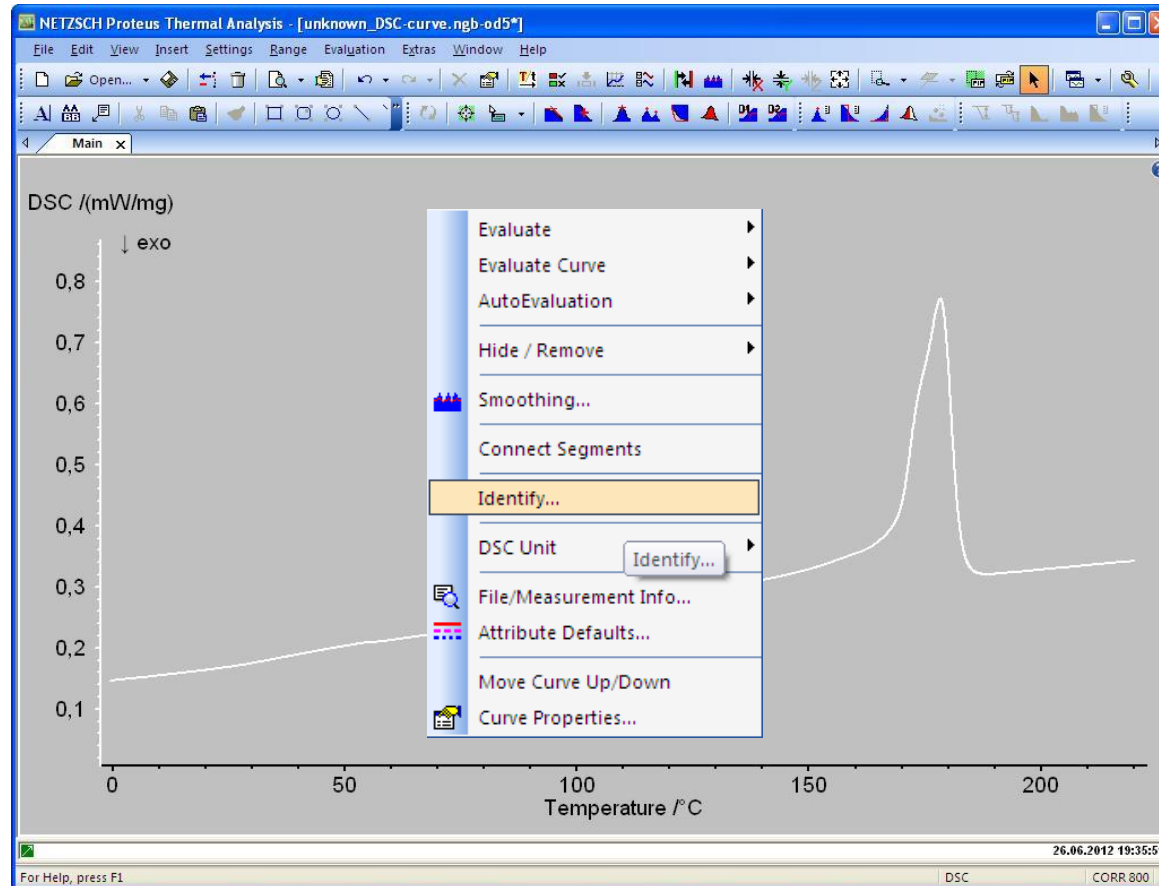 NETZSCH Proteus Thermal Analysis - [unknown_DSC-curve.ngb-od5*]
File Edit View Insert Settings Range Evaluation Extras Window Help
Open...
Main x
DSC /(mW/mg)
↓ exo
0,8
0,7
0,6
0,5
0,4
0,3
0,2
0,1
Evaluate
Evaluate Curve
AutoEvaluation
Hide / Remove
Smoothing...
Connect Segments
Identify...
DSC Unit
Identify...
File/Measurement Info...
Attribute Defaults...
Move Curve Up/Down
Curve Properties...
0 50 100 150 200
Temperature /°C
26.06.2012 19:35:5
For Help, press F1 DSC CORR 800